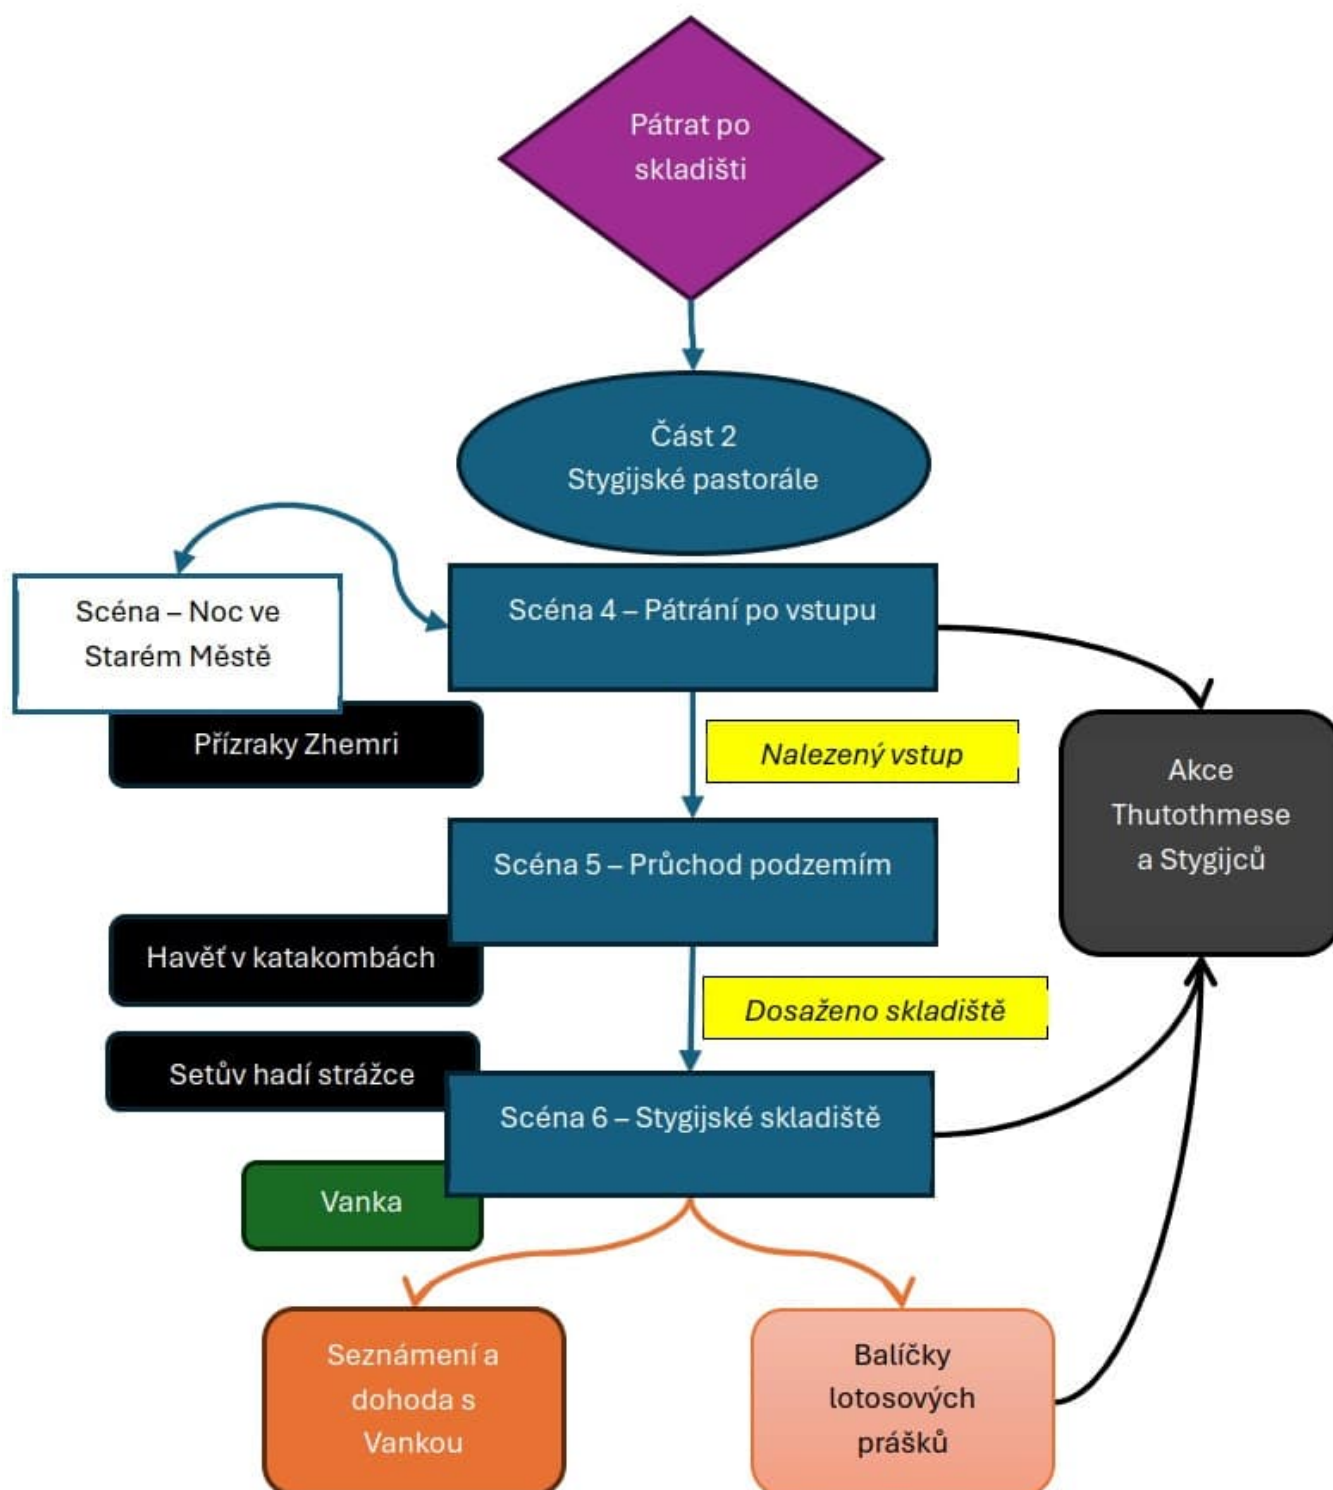 Pátrat po
skladišti
Část 2
Stygijské pastorále
Scéna – Noc ve
Starém Městě
Scéna 4 – Pátrání po vstupu
Přízraky Zhemri
Nalezený vstup
Akce
Thutothmese
a Stygijců
Scéna 5 – Průchod podzemím
Havěť v katakombách
Dosaženo skladiště
Setův hadí strážce
Scéna 6 – Stygijské skladiště
Vanka
Seznámení a
dohoda s
Vankou
Balíčky
lotosových
prášků